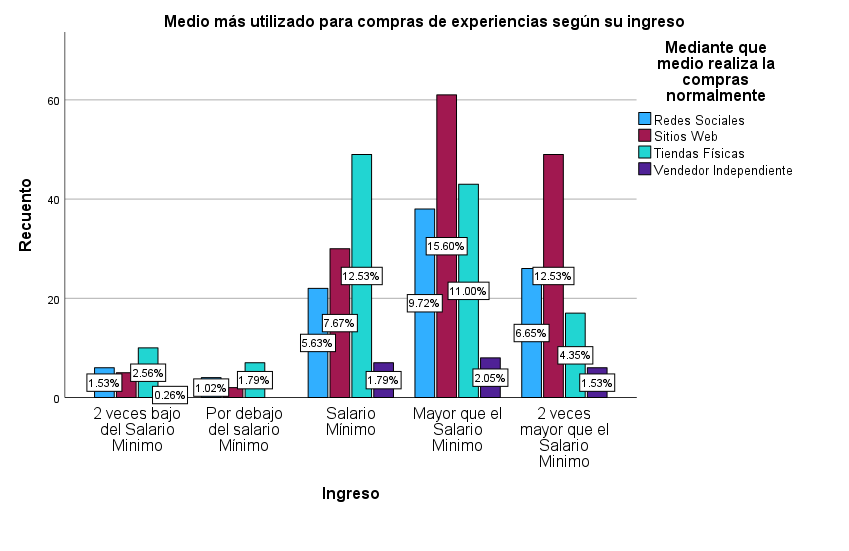 Medio más utilizado para compras de experiencias según su ingreso
Mediante que
medio realiza la
compras
normalmente
Redes Sociales
Sitios Web
Tiendas Físicas
Vendedor Independiente
Recuento
60
40
20
0
1.53%
2.56%
0.26%
1.02%
1.79%
5.63%
7.67%
12.53%
1.79%
9.72%
15.60%
11.00%
2.05%
6.65%
12.53%
4.35%
1.53%
2 veces bajo
del Salario
Minimo
Por debajo
del salario
Mínimo
Salario
Mínimo
Mayor que el
Salario
Minimo
2 veces
mayor que el
Salario
Minimo
Ingreso